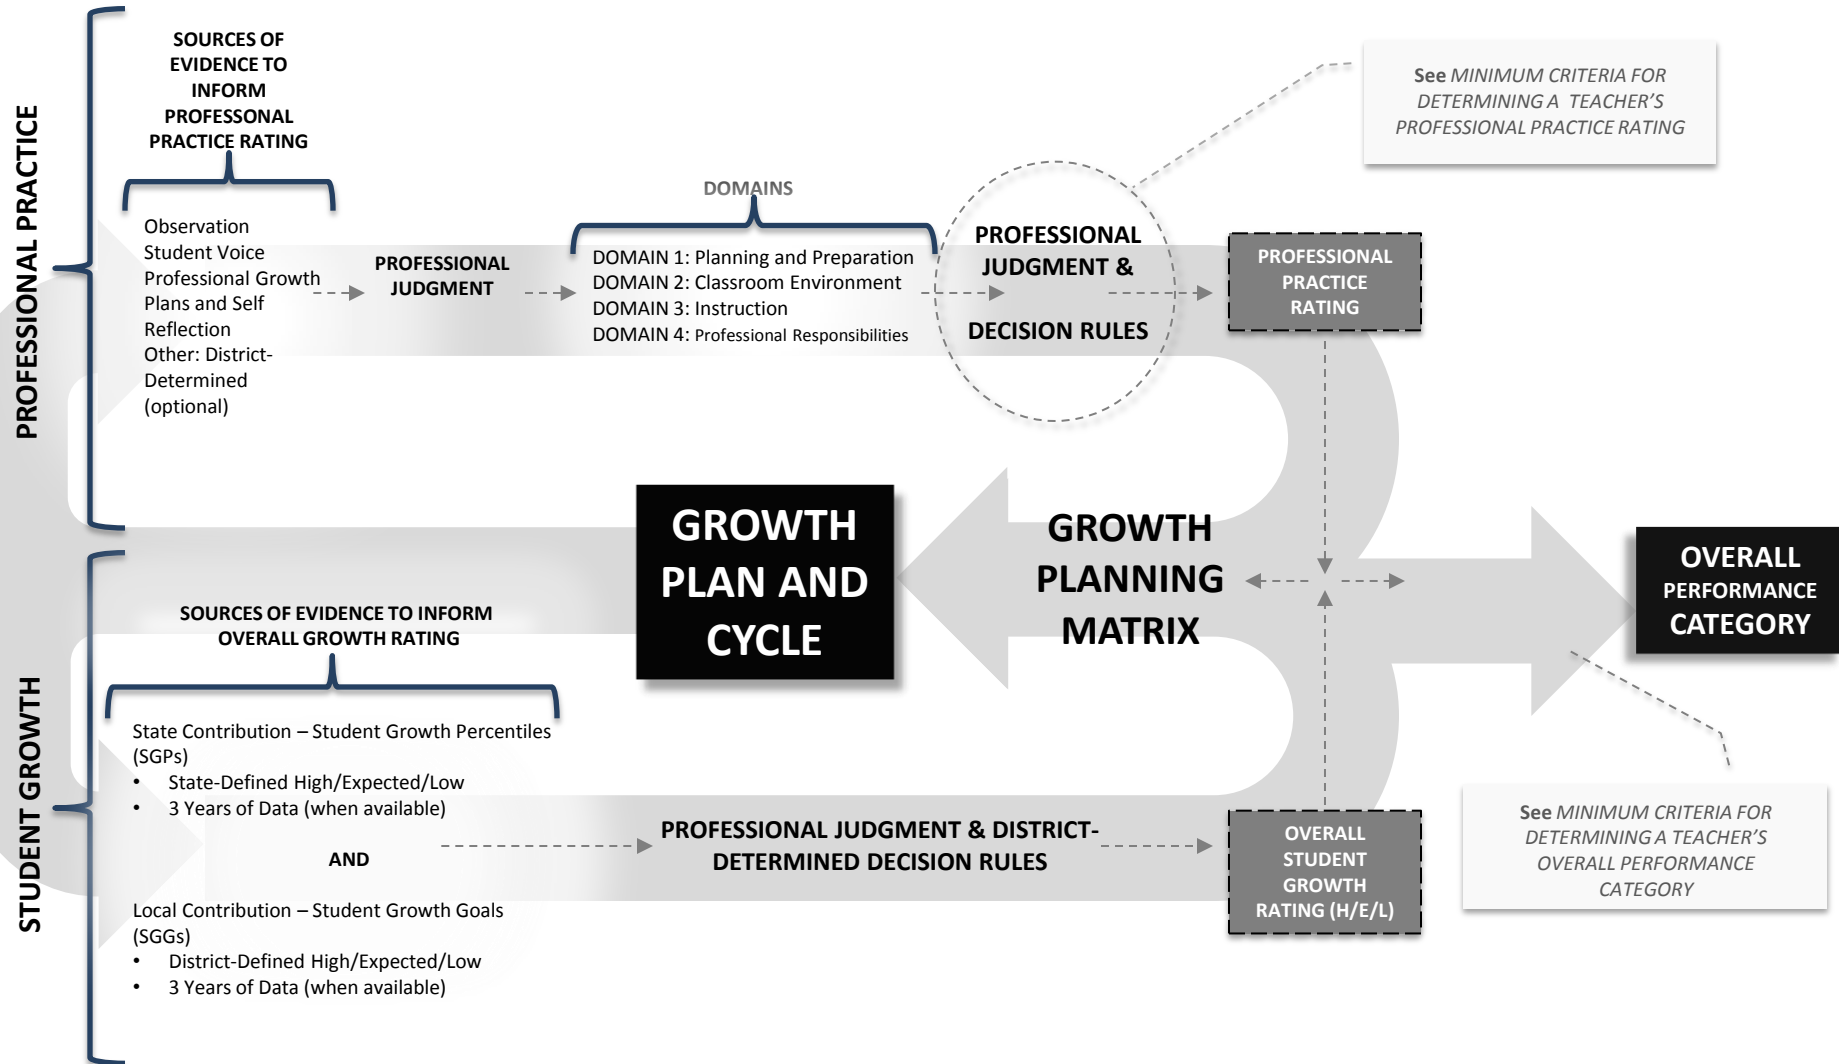 PROFESSIONAL PRACTICE
SOURCES OF
EVIDENCE TO
INFORM
PROFESSONAL
PRACTICE RATING
Observation
Student Voice
Professional Growth
Plans and Self
Reflection
Other: District-
Determined
(optional)
PROFESSIONAL
JUDGMENT
DOMAINS
DOMAIN 1: Planning and Preparation
DOMAIN 2: Classroom Environment
DOMAIN 3: Instruction
DOMAIN 4: Professional Responsibilities
PROFESSIONAL
JUDGMENT &
DECISION RULES
PROFESSIONAL
PRACTICE
RATING
See MINIMUM CRITERIA FOR
DETERMINING A TEACHER’S
PROFESSIONAL PRACTICE RATING
GROWTH
PLAN AND
CYCLE
GROWTH
PLANNING
MATRIX
OVERALL
PERFORMANCE
CATEGORY
STUDENT GROWTH
SOURCES OF EVIDENCE TO INFORM
OVERALL GROWTH RATING
State Contribution – Student Growth Percentiles
(SGPs)
• State-Defined High/Expected/Low
• 3 Years of Data (when available)
AND
Local Contribution – Student Growth Goals
(SGGs)
• District-Defined High/Expected/Low
• 3 Years of Data (when available)
PROFESSIONAL JUDGMENT & DISTRICT-
DETERMINED DECISION RULES
OVERALL
STUDENT
GROWTH
RATING (H/E/L)
See MINIMUM CRITERIA FOR
DETERMINING A TEACHER’S
OVERALL PERFORMANCE
CATEGORY